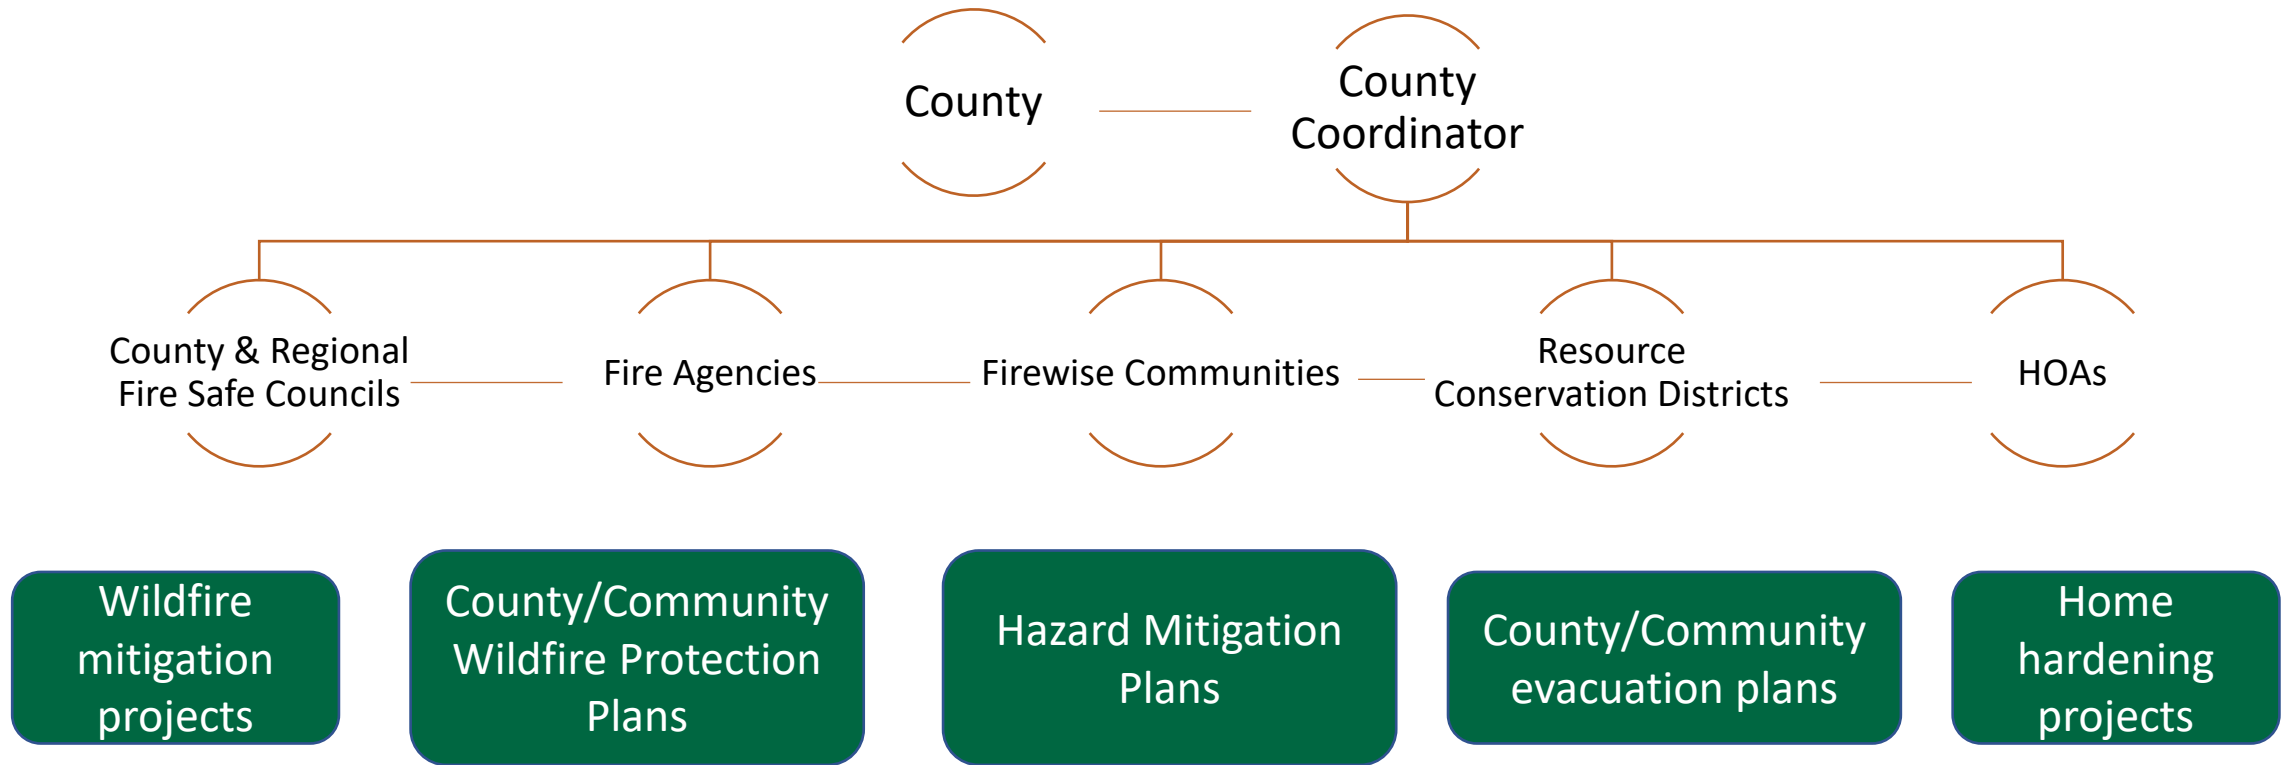 County
County
Coordinator
County & Regional
Fire Safe Councils
Fire Agencies
Firewise Communities
Resource
Conservation Districts
HOAs
Wildfire
mitigation
projects
County/Community
Wildfire Protection
Plans
Hazard Mitigation
Plans
County/Community
evacuation plans
Home
hardening
projects